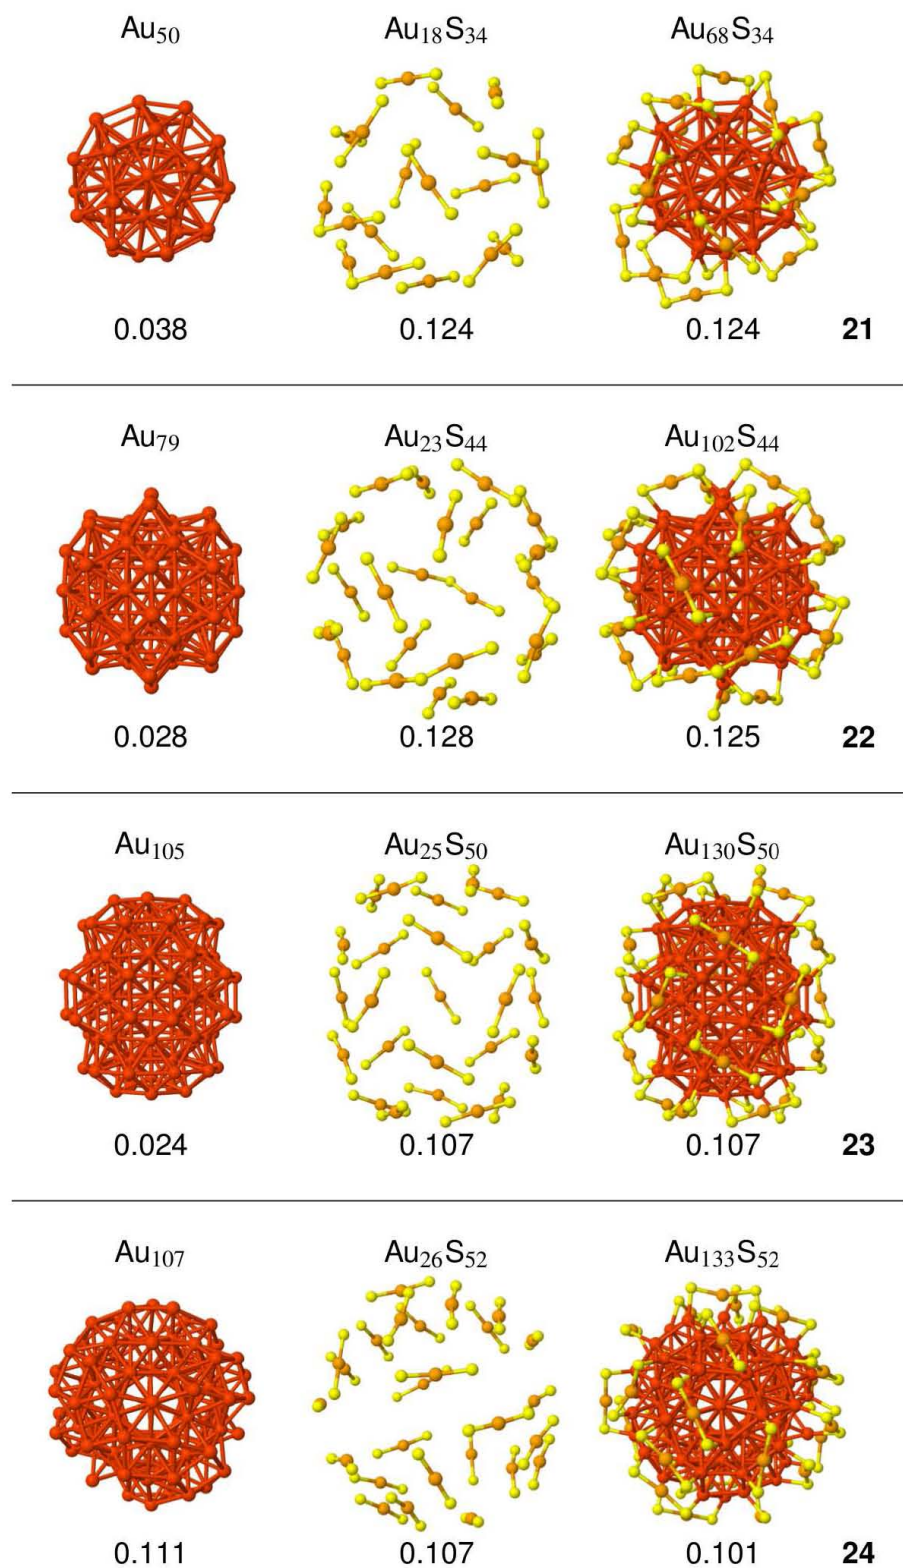 Au₅₀ Au₁₈S₃₄ Au₆₈S₃₄
0.038 0.124 0.124 21
Au₇₉ Au₂₃S₄₄ Au₁₀₂S₄₄
0.028 0.128 0.125 22
Au₁₀₅ Au₂₅S₅₀ Au₁₃₀S₅₀
0.024 0.107 0.107 23
Au₁₀₇ Au₂₆S₅₂ Au₁₃₃S₅₂
0.111 0.107 0.101 24